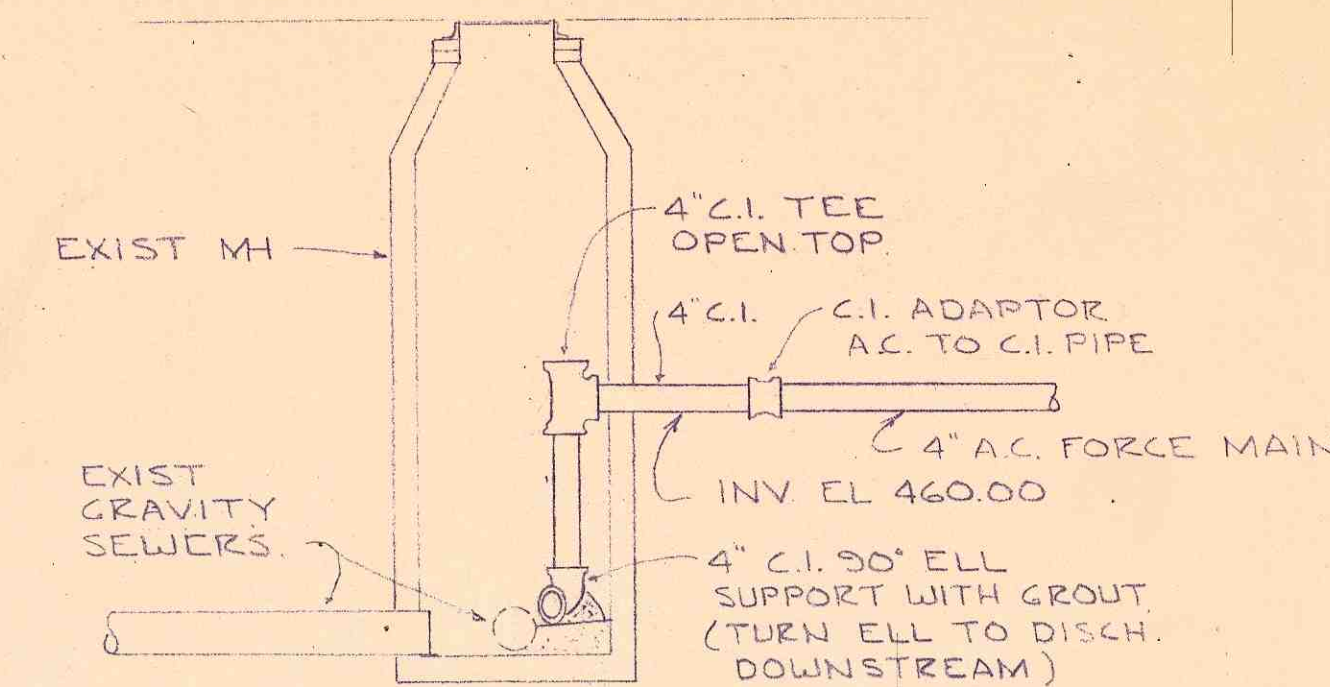 4" C.I. TEE
OPEN TOP
EXIST MH
4" C.I.
C.I. ADAPTOR
A.C. TO C.I. PIPE
4" A.C. FORCE MAIN
INV. EL 460.00
EXIST
GRAVITY
SEWERS.
4" C.I. 90° ELL
SUPPORT WITH GROUT
(TURN ELL TO DISCH.
DOWNSTREAM)